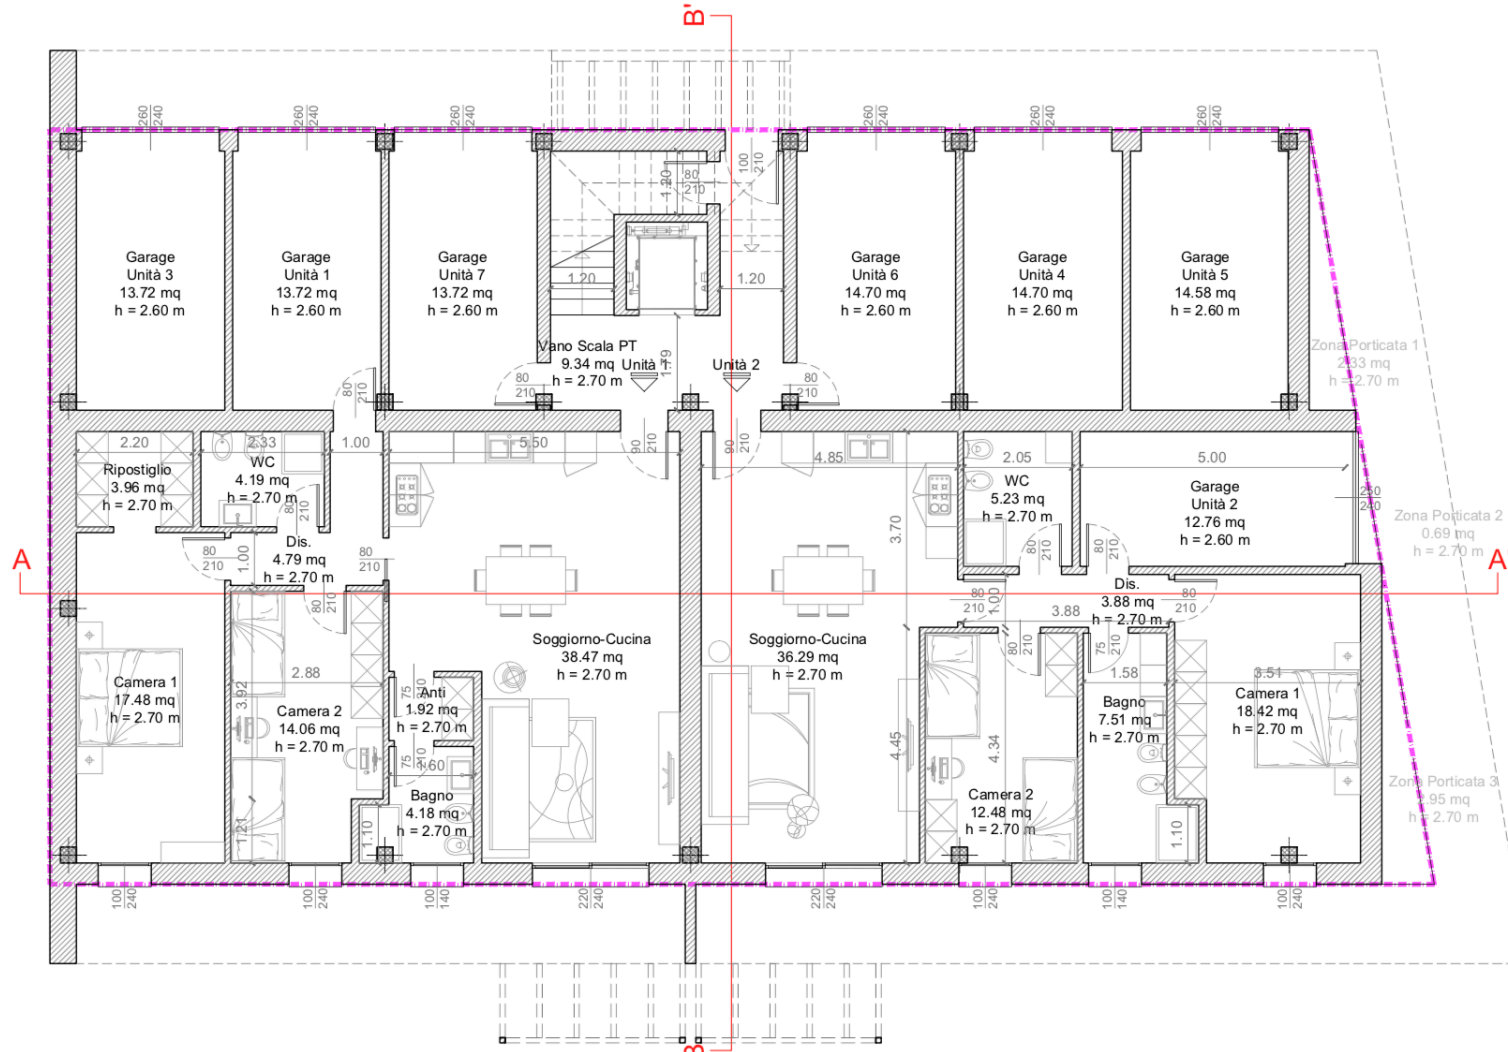 B'
260
240
260
240
260
240
260
240
260
240
260
240
100
210
80
210
1.20
Garage
Unità 3
13.72 mq
h = 2.60 m
Garage
Unità 1
13.72 mq
h = 2.60 m
Garage
Unità 7
13.72 mq
h = 2.60 m
1.20
1.20
Garage
Unità 6
14.70 mq
h = 2.60 m
Garage
Unità 4
14.70 mq
h = 2.60 m
Garage
Unità 5
14.58 mq
h = 2.60 m
Vano Scala PT
9.34 mq
h = 2.70 m
Unità 1
Unità 2
1.79
Zona Porticata 1
2.33 mq
h = 2.70 m
80
210
80
210
80
210
90
210
90
210
2.20
2.33
1.00
5.50
4.85
2.05
5.00
Ripostiglio
3.96 mq
h = 2.70 m
WC
4.19 mq
h = 2.70 m
80
210
WC
5.23 mq
h = 2.70 m
Garage
Unità 2
12.76 mq
h = 2.60 m
250
240
Zona Porticata 2
0.69 mq
h = 2.70 m
3.70
Dis.
4.79 mq
h = 2.70 m
80
210
1.00
80
210
80
210
80
210
80
210
A
A
80
210
80
210
1.00
3.88
Dis.
3.88 mq
h = 2.70 m
80
210
75
210
Soggiorno-Cucina
38.47 mq
h = 2.70 m
Soggiorno-Cucina
36.29 mq
h = 2.70 m
Camera 1
17.48 mq
h = 2.70 m
2.88
3.92
Camera 2
14.06 mq
h = 2.70 m
75
210
Anti
1.92 mq
h = 2.70 m
75
210
1.60
Bagno
4.18 mq
h = 2.70 m
1.21
1.10
4.45
4.34
Camera 2
12.48 mq
h = 2.70 m
1.58
Bagno
7.51 mq
h = 2.70 m
1.10
3.51
Camera 1
18.42 mq
h = 2.70 m
Zona Porticata 3
.95 mq
h = 2.70 m
100
240
100
240
100
140
220
240
220
240
100
240
100
140
100
240
B